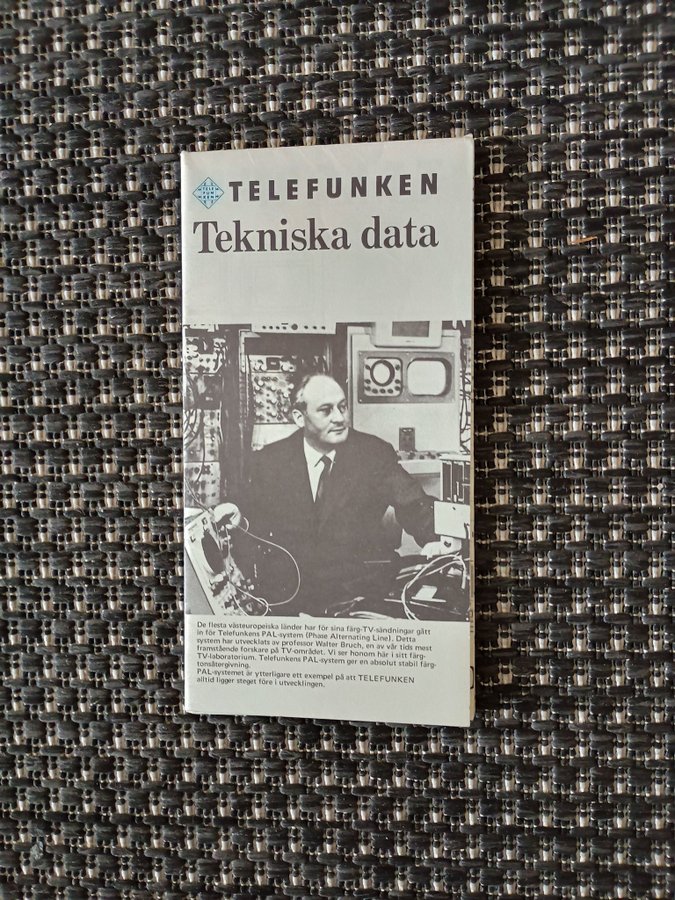 TELE
FUN
KEN
TELEFUNKEN
Tekniska data
De flesta västeuropeiska länder har för sina färg-TV-sändningar gått
in för Telefunkens PAL-system (Phase Alternating Line). Detta
system har utvecklats av professor Walter Bruch, en av vår tids mest
framstående forskare på TV-området. Vi ser honom här i sitt färg-
TV-laboratorium. Telefunkens PAL-system ger en absolut stabil färg-
tonsåtergivning.
PAL-systemet är ytterligare ett exempel på att TELEFUNKEN
alltid ligger steget före i utvecklingen.